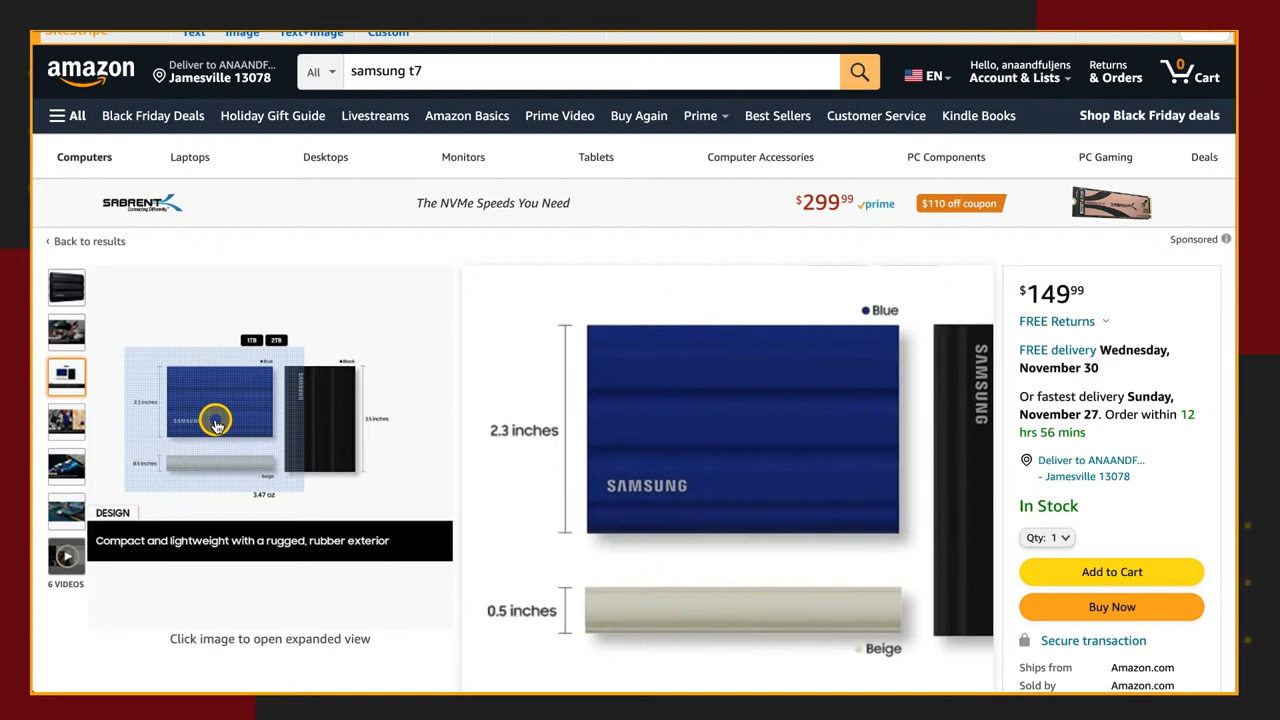 SiteStripe
Text Image Text+Image Custom
amazon
Deliver to ANAANDF...
Jamesville 13078
All
samsung t7
EN
Hello, anaandfuljens
Account & Lists
Returns
& Orders
0
Cart
All Black Friday Deals Holiday Gift Guide Livestreams Amazon Basics Prime Video Buy Again Prime Best Sellers Customer Service Kindle Books Shop Black Friday deals
Computers Laptops Desktops Monitors Tablets Computer Accessories PC Components PC Gaming Deals
SABRENT
Connecting Differently
The NVMe Speeds You Need
$299 99 prime
$110 off coupon
‹ Back to results
Sponsored
1TB 2TB
Blue
Black
2.3 inches
SAMSUNG
SAMSUNG
3.5 inches
0.5 inches
Beige
3.47 oz
DESIGN
Compact and lightweight with a rugged, rubber exterior
6 VIDEOS
Click image to open expanded view
Blue
2.3 inches
SAMSUNG
SAMSUNG
0.5 inches
Beige
$149 99
FREE Returns
FREE delivery Wednesday,
November 30
Or fastest delivery Sunday,
November 27. Order within 12
hrs 56 mins
Deliver to ANAANDF...
- Jamesville 13078
In Stock
Qty: 1
Add to Cart
Buy Now
Secure transaction
Ships from Amazon.com
Sold by Amazon.com